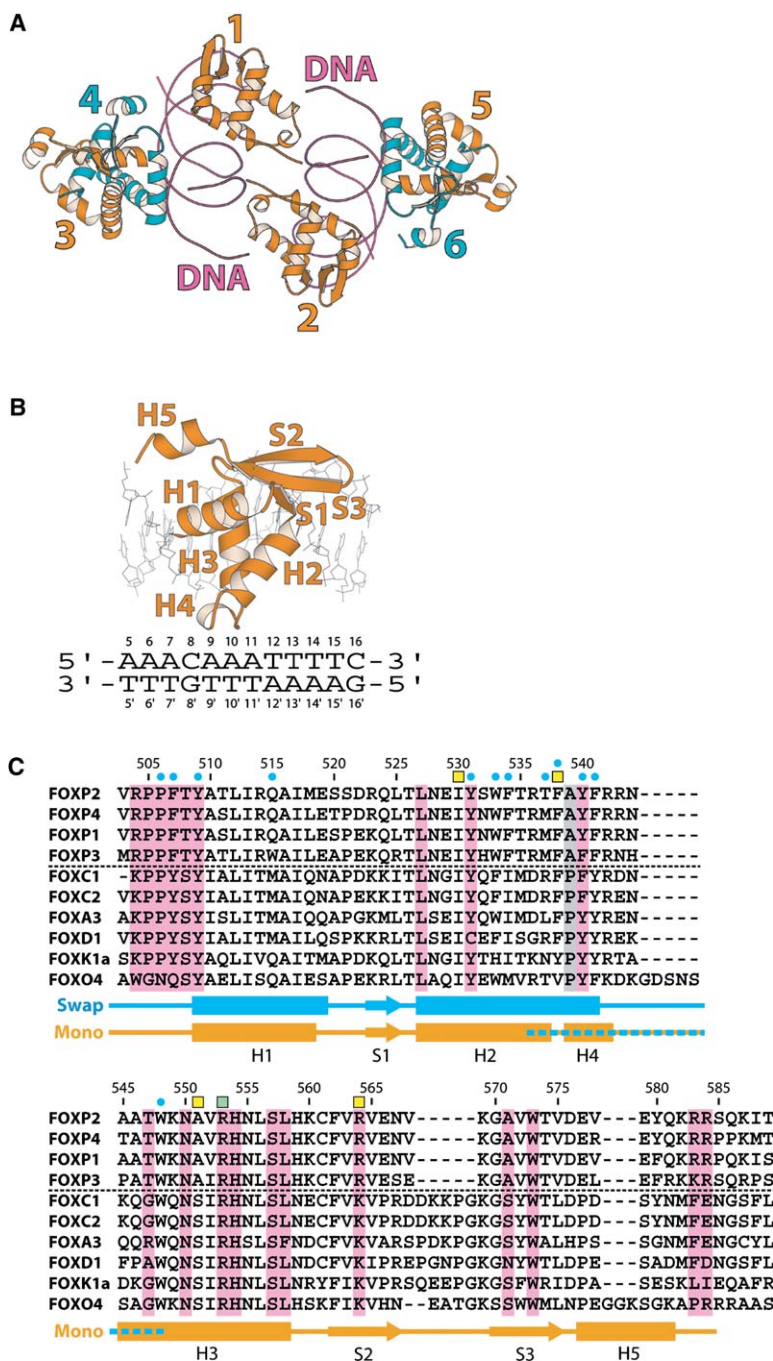 A
1
DNA
4
5
3
6
DNA
2
B
H5
S2
H1
S1
S3
H3
H2
H4
5 6 7 8 9 10 11 12 13 14 15 16
5'-AAACAAATTTTC-3'
3'-TTTGTTTAAAAG-5'
5' 6' 7' 8' 9' 10' 11' 12' 13' 14' 15' 16'
C
505 510 515 520 525 530 535 540
FOXP2 VRPPFTYATLIRQAIMESSDRQLTLNEIYSWFTRTFAYFRRN-----
FOXP4 VRPPFTYASLIRQAILETPDRQLTLNEIYNWFTRMFAYFRRN-----
FOXP1 VRPPFTYASLIRQAILESPEKQLTLNEIYNWFTRMFAYFRRN-----
FOXP3 MRPPFTYATLIRWAILEAPEKQRTLNEIYHWFTRMFAFFRNH-----
FOXC1 -KPPYSYIALITMAIQNAPDKKITLNGIYQFIMDRFPFYRDN-----
FOXC2 VKPPYSYIALITMAIQNAPEKKITLNGIYQFIMDRFPFYREN-----
FOXA3 AKPPYSYISLITMAIQQAPGKMLTLSEIYQWIMDLFPYYREN-----
FOXD1 VKPPYSYIALITMAILQSPKKRLTLSEICEFISGRFPYYREK-----
FOXK1a SKPPYSYAQLIVQAITMAPDKQLTLNGIYTHITKNYPYYRTA-----
FOXO4 AWGNQSYAELISQAIESAPEKRLTLAQIYEWMVRTVPYFKDKGDSNS
Swap
Mono
H1 S1 H2 H4
545 550 555 560 565 570 575 580 585
FOXP2 AATWKNAVRHNLSLHKCFVRVENV-----KGAVWTVDEV---EYQKRRSQKIT
FOXP4 TATWKNAVRHNLSLHKCFVRVENV-----KGAVWTVDER---EYQKRRPPKMT
FOXP1 AATWKNAVRHNLSLHKCFVRVENV-----KGAVWTVDEV---EFQKRRPQKIS
FOXP3 PATWKNAIRHNLSLHKCFVRVESE-----KGAVWTVDEL---EFRKKRSQRPS
FOXC1 KQGWQNSIRHNLSLNECFVKVPRDDKKPGKGSYWTLDPD---SYNMFENGSFL
FOXC2 KQGWQNSIRHNLSLNECFVKVPRDDKKPGKGSYWTLDPD---SYNMFENGSFL
FOXA3 QQRWQNSIRHSLSFNDCFVKVARSPDKPGKGSYWALHPS---SGNMFENGCYL
FOXD1 FPAWQNSIRHNLSLNDCFVKIPREPGNPGKGNYWTLDPE---SADMFDNGSFL
FOXK1a DKGWQNSIRHNLSLNRYFIKVPRSQEEPGKGSFWRIDPA---SESKLIEQAFR
FOXO4 SAGWKNSIRHNLSLHSKFIKVHN--EATGKSSWWMLNPEGGKSGKAPRRRAAS
Mono
H3 S2 S3 H5